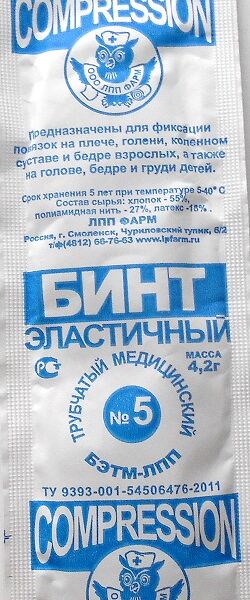 COMPRESSION
ООО ЛПП ФАРМ
Предназначены для фиксации
повязок на плече, голени, коленном
суставе и бедре взрослых, а также
на голове, бедре и груди детей.
Срок хранения 5 лет при температуре 5-40°С
Состав сырья: хлопок - 55%,
полиамидная нить - 27%, латекс -18% .
ЛПП ФАРМ
Россия, г. Смоленск, Чуриловский тупик, 6/2
т/ф(4812) 66-76-63 www.lpfarm.ru
БИНТ
ЭЛАСТИЧНЫЙ
ТРУБЧАТЫЙ МЕДИЦИНСКИЙ
МАССА
4,2г
№5
БЭТМ-ЛПП
ТУ 9393-001-54506476-2011
COMPRESSION